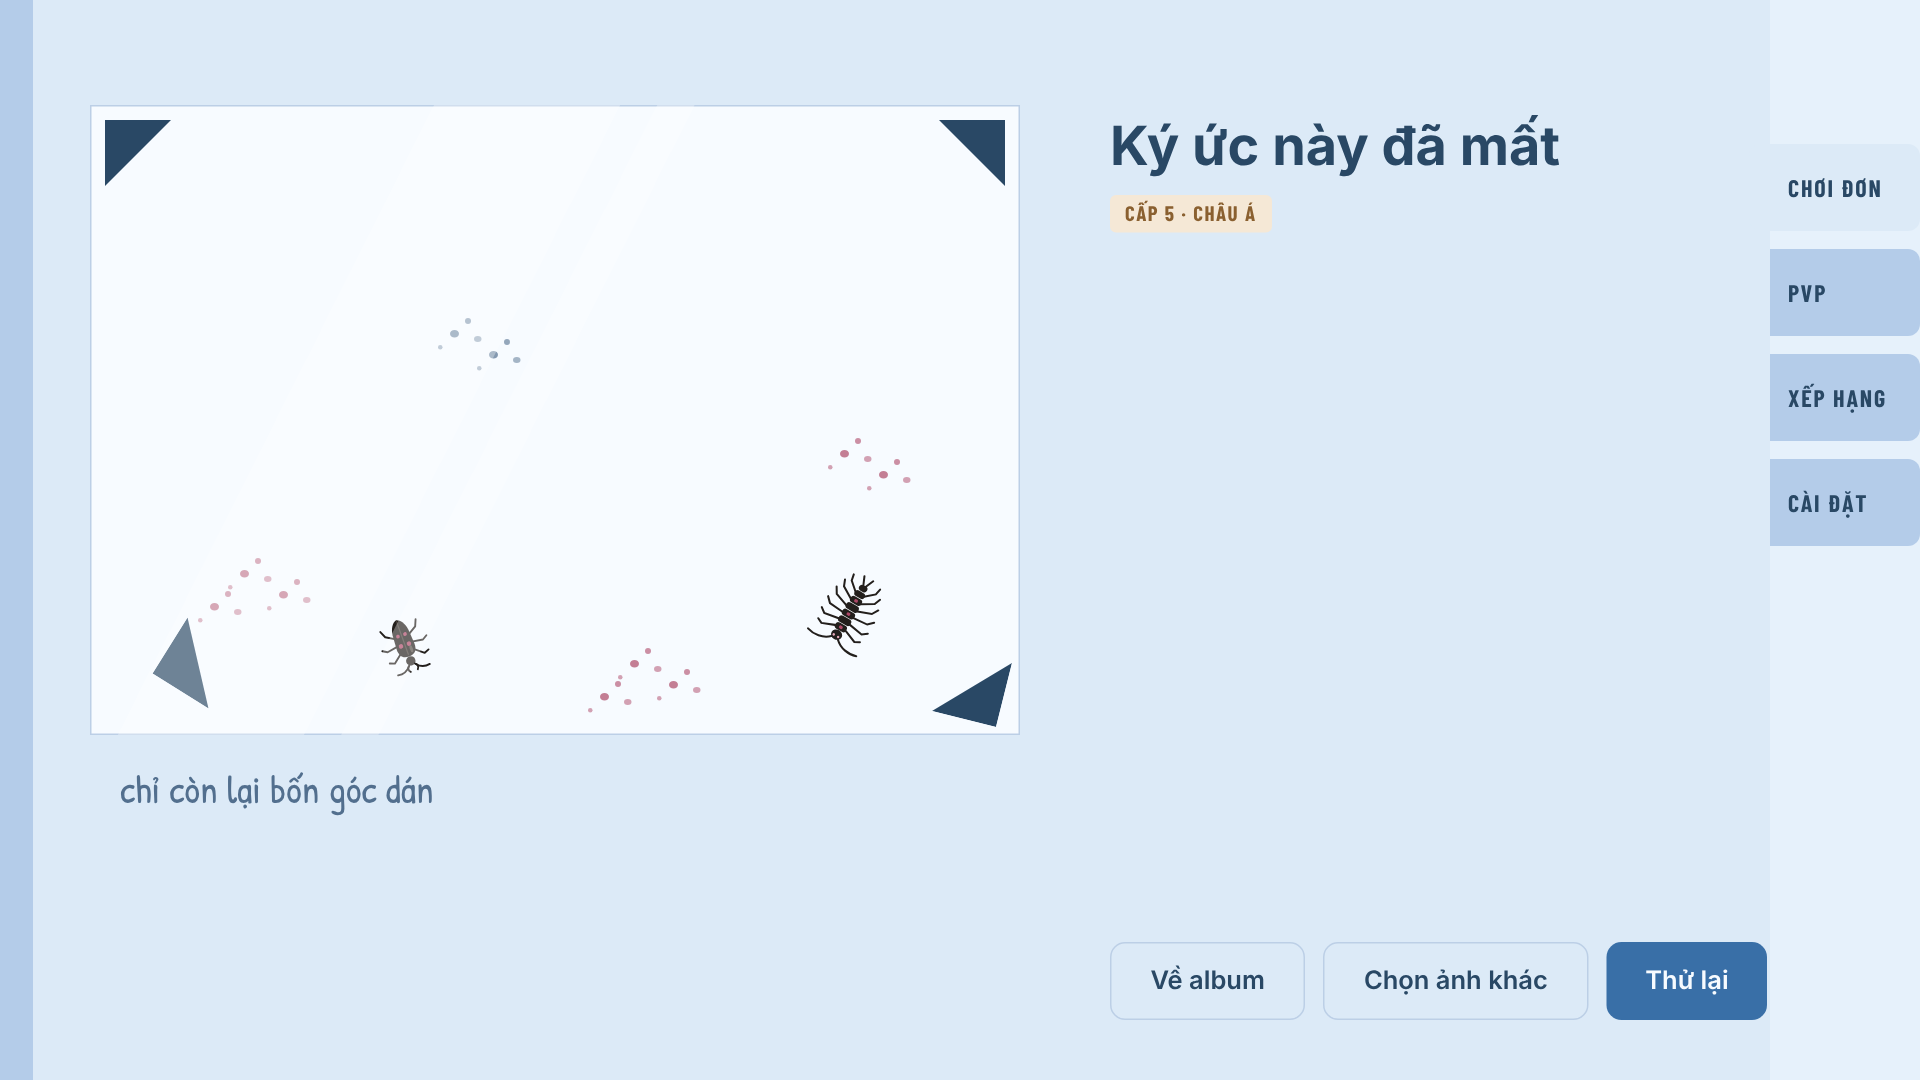 Ký ức này đã mất
CẤP 5 · CHÂU Á
chỉ còn lại bốn góc dán
Về album
Chọn ảnh khác
Thử lại
CHƠI ĐƠN
PVP
XẾP HẠNG
CÀI ĐẶT